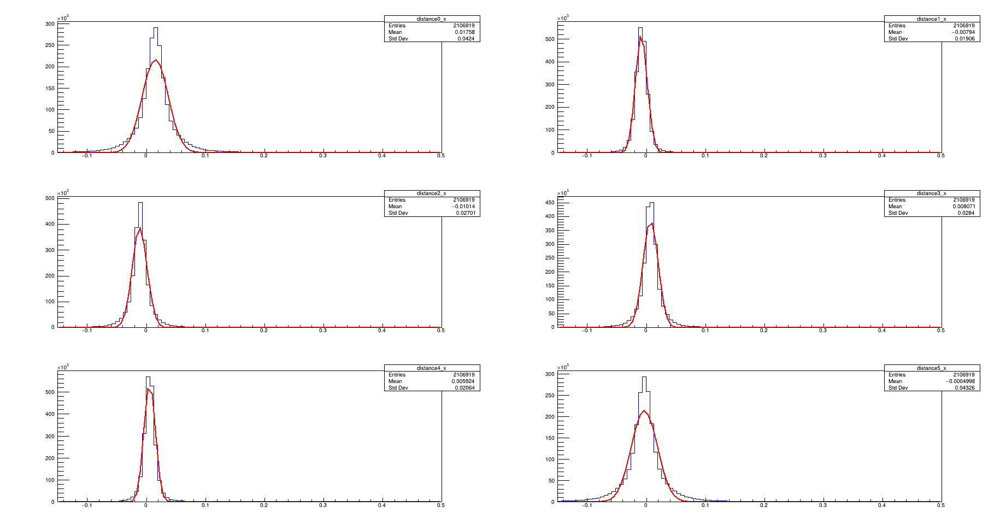 ×10³
distance0_x
Entries 2106919
Mean 0.01758
Std Dev 0.0424
300
250
200
150
100
50
0
−0.1 0 0.1 0.2 0.3 0.4 0.5
×10³
distance1_x
Entries 2106919
Mean −0.00794
Std Dev 0.01906
500
400
300
200
100
0
−0.1 0 0.1 0.2 0.3 0.4 0.5
×10³
distance2_x
Entries 2106919
Mean −0.01014
Std Dev 0.02701
500
400
300
200
100
0
−0.1 0 0.1 0.2 0.3 0.4 0.5
×10³
distance3_x
Entries 2106919
Mean 0.008071
Std Dev 0.0284
450
400
350
300
250
200
150
100
50
0
−0.1 0 0.1 0.2 0.3 0.4 0.5
×10³
distance4_x
Entries 2106919
Mean 0.005924
Std Dev 0.02064
500
400
300
200
100
0
−0.1 0 0.1 0.2 0.3 0.4 0.5
×10³
distance5_x
Entries 2106919
Mean −0.0004998
Std Dev 0.04326
300
250
200
150
100
50
0
−0.1 0 0.1 0.2 0.3 0.4 0.5